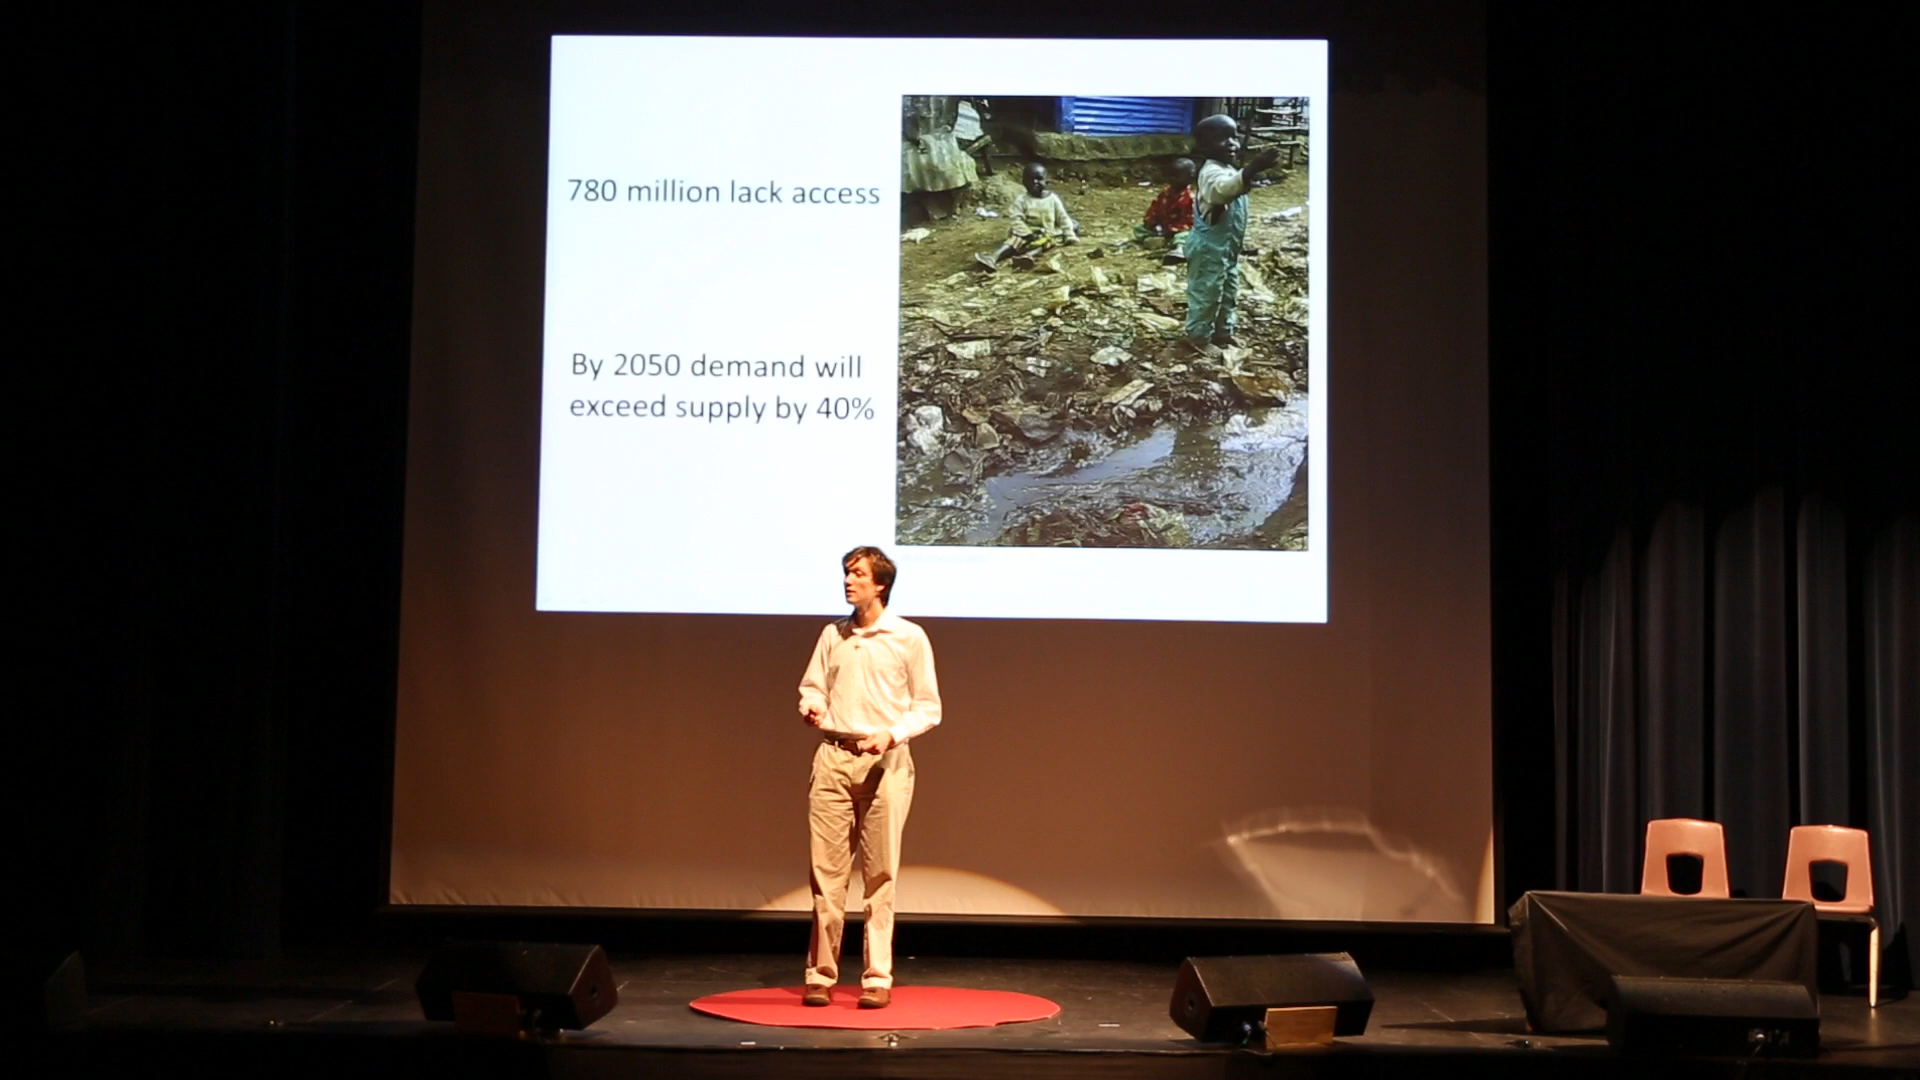 780 million lack access
By 2050 demand will
exceed supply by 40%